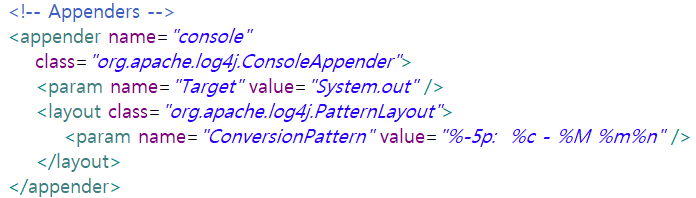 <!-- Appenders -->
<appender name="console"
class="org.apache.log4j.ConsoleAppender">
<param name="Target" value="System.out" />
<layout class="org.apache.log4j.PatternLayout">
<param name="ConversionPattern" value="%-5p:  %c - %M %m%n" />
</layout>
</appender>